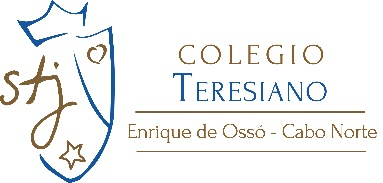 stj
COLEGIO
TERESIANO
Enrique de Ossó - Cabo Norte